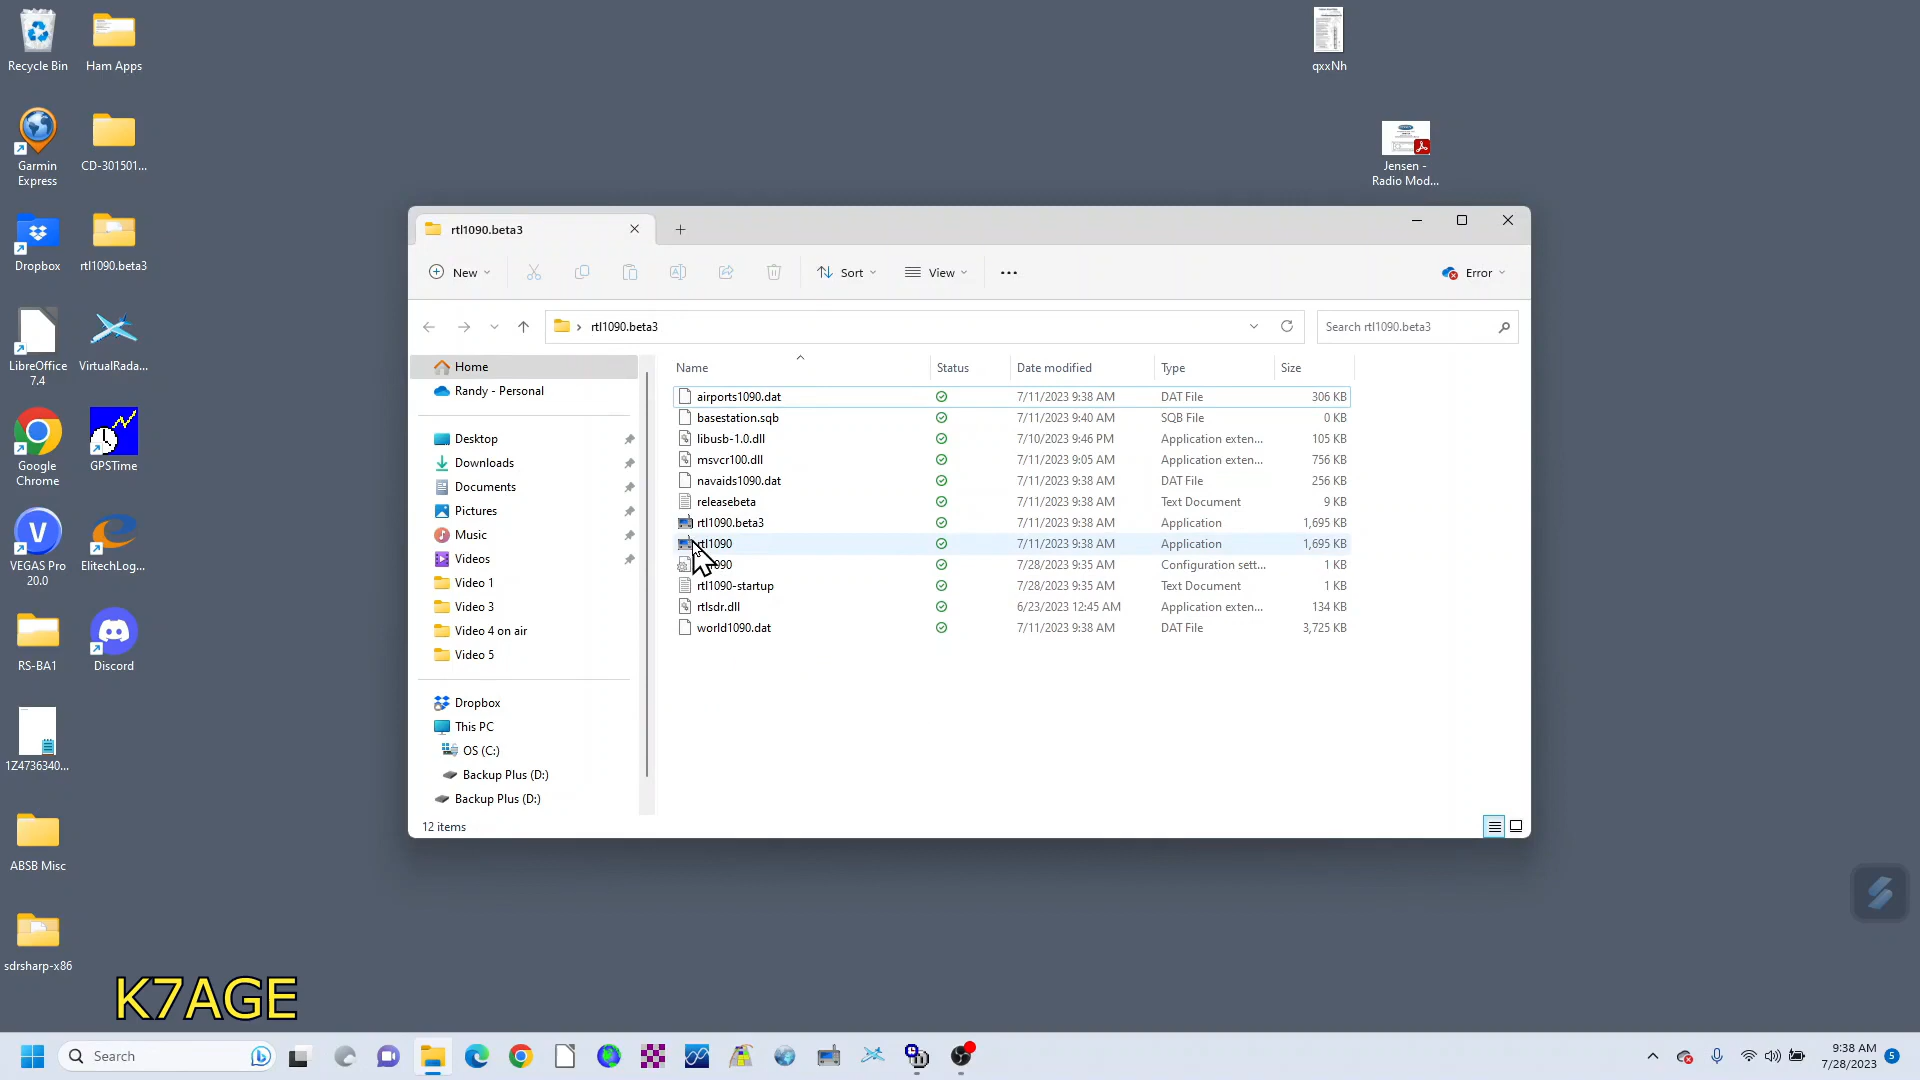 Recycle Bin
Ham Apps
Garmin
Express
CD-301501...
Dropbox
rtl1090.beta3
LibreOffice
7.4
VirtualRada...
Google
Chrome
GPSTime
VEGAS Pro
20.0
ElitechLog...
RS-BA1
Discord
1Z4736340...
ABSB Misc
sdrsharp-x86
K7AGE
qxxNh
Jensen -
Radio Mod...
rtl1090.beta3
New
Sort
View
Error
rtl1090.beta3
Search rtl1090.beta3
Home
Randy - Personal
Desktop
Downloads
Documents
Pictures
Music
Videos
Video 1
Video 3
Video 4 on air
Video 5
Dropbox
This PC
OS (C:)
Backup Plus (D:)
Backup Plus (D:)
Name Status Date modified Type Size
airports1090.dat 7/11/2023 9:38 AM DAT File 306 KB
basestation.sqb 7/11/2023 9:40 AM SQB File 0 KB
libusb-1.0.dll 7/10/2023 9:46 PM Application exten... 105 KB
msvcr100.dll 7/11/2023 9:05 AM Application exten... 756 KB
navaids1090.dat 7/11/2023 9:38 AM DAT File 256 KB
releasebeta 7/11/2023 9:38 AM Text Document 9 KB
rtl1090.beta3 7/11/2023 9:38 AM Application 1,695 KB
rtl1090 7/11/2023 9:38 AM Application 1,695 KB
7/28/2023 9:35 AM Configuration sett... 1 KB
rtl1090-startup 7/28/2023 9:35 AM Text Document 1 KB
rtlsdr.dll 6/23/2023 12:45 AM Application exten... 134 KB
world1090.dat 7/11/2023 9:38 AM DAT File 3,725 KB
12 items
Search
9:38 AM
7/28/2023
5